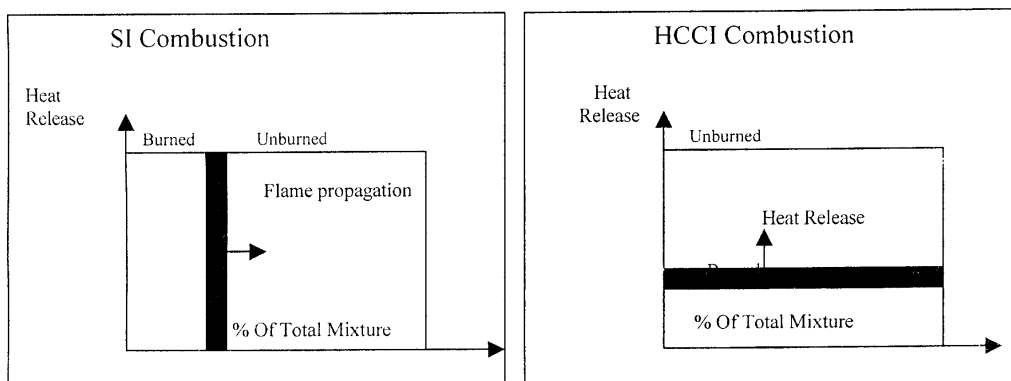 SI Combustion
Heat
Release
Burned Unburned
Flame propagation
% Of Total Mixture
HCCI Combustion
Heat
Release
Unburned
Heat Release
% Of Total Mixture